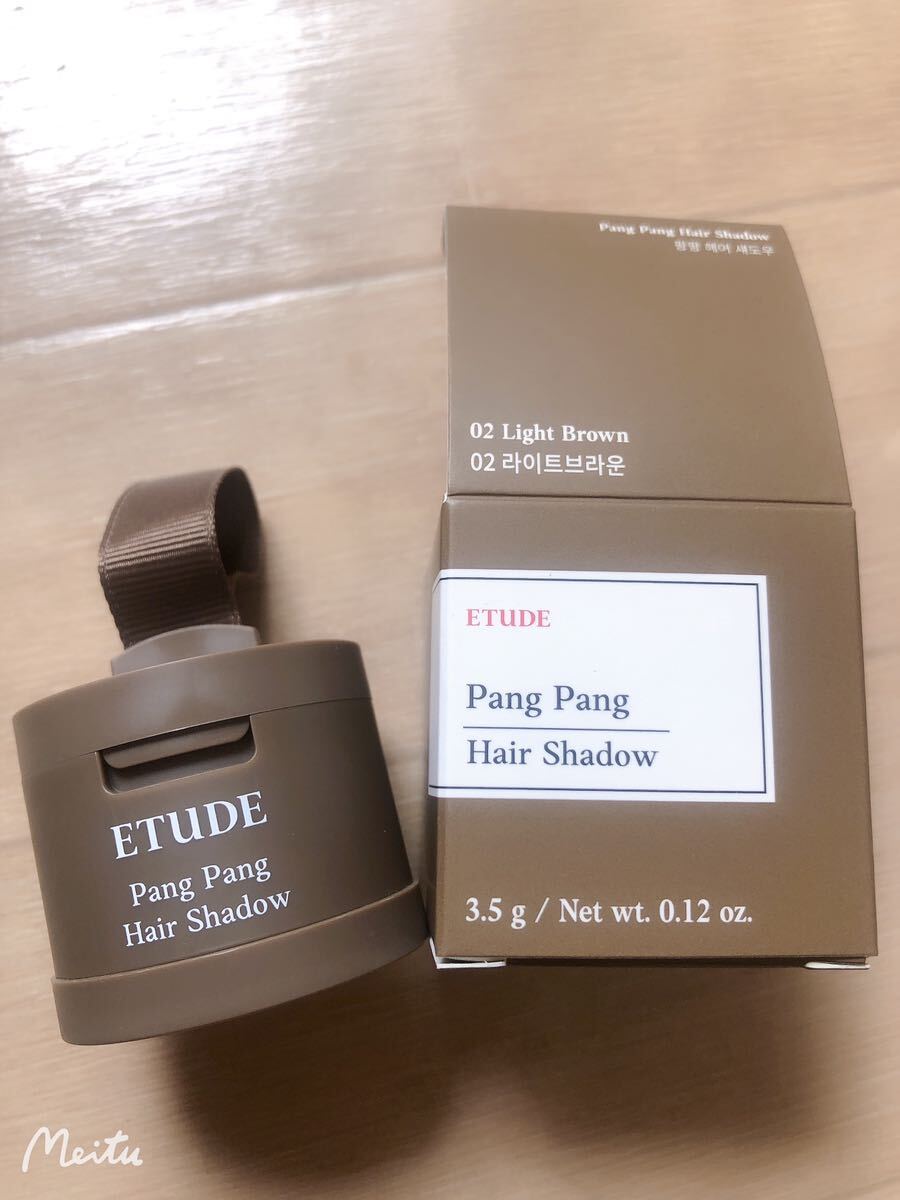 Pang Pang Hair Shadow
팡팡 헤어 섀도우
02 Light Brown
02 라이트브라운
ETUDE
Pang Pang
Hair Shadow
3.5 g / Net wt. 0.12 oz.
ETUDE
Pang Pang
Hair Shadow
Meitu